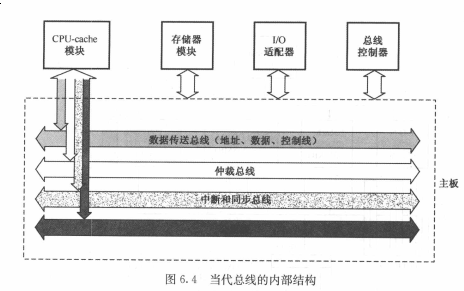 CPU-cache
模块
存储器
模块
I/O
适配器
总线
控制器
数据传送总线（地址、数据、控制线）
仲裁总线
中断和同步总线
主板
图 6.4 当代总线的内部结构